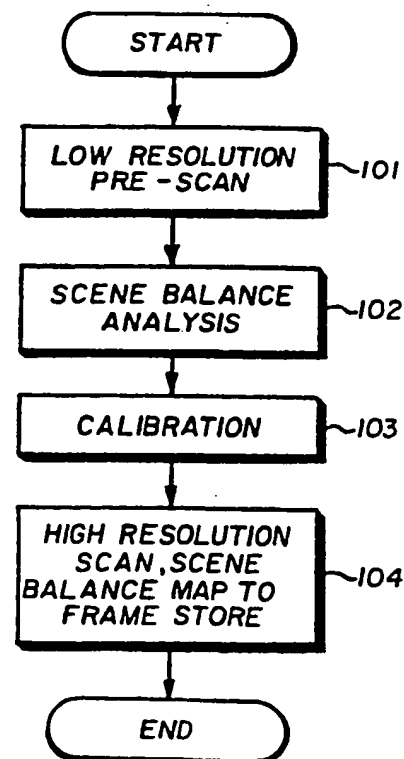 START
LOW RESOLUTION
PRE-SCAN
101
SCENE BALANCE
ANALYSIS
102
CALIBRATION
103
HIGH RESOLUTION
SCAN, SCENE
BALANCE MAP TO
FRAME STORE
104
END